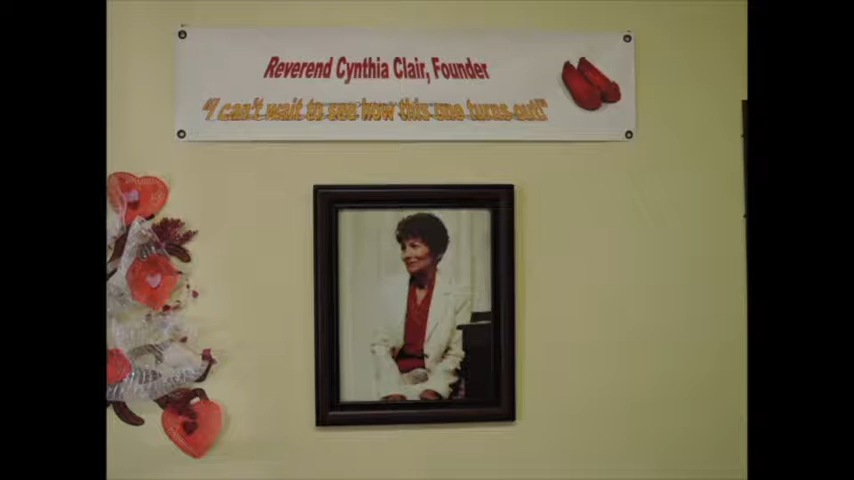 Reverend Cynthia Clair, Founder
"I can't wait to see how this one turns out!"